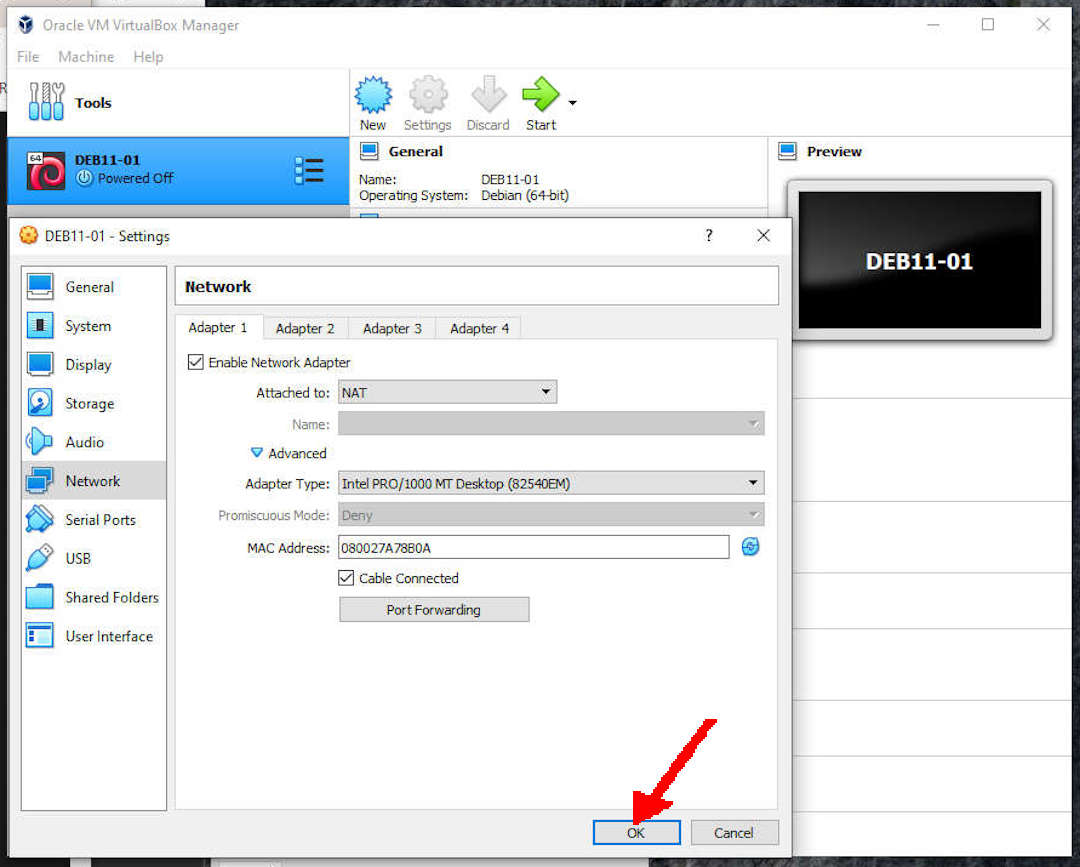 Oracle VM VirtualBox Manager
File Machine Help
Tools
New Settings Discard Start
64
DEB11-01
Powered Off
General
Name: DEB11-01
Operating System: Debian (64-bit)
Preview
DEB11-01
DEB11-01 - Settings
?
General
System
Display
Storage
Audio
Network
Serial Ports
USB
Shared Folders
User Interface
Network
Adapter 1 Adapter 2 Adapter 3 Adapter 4
Enable Network Adapter
Attached to: NAT
Name:
Advanced
Adapter Type: Intel PRO/1000 MT Desktop (82540EM)
Promiscuous Mode: Deny
MAC Address: 080027A78B0A
Cable Connected
Port Forwarding
OK Cancel